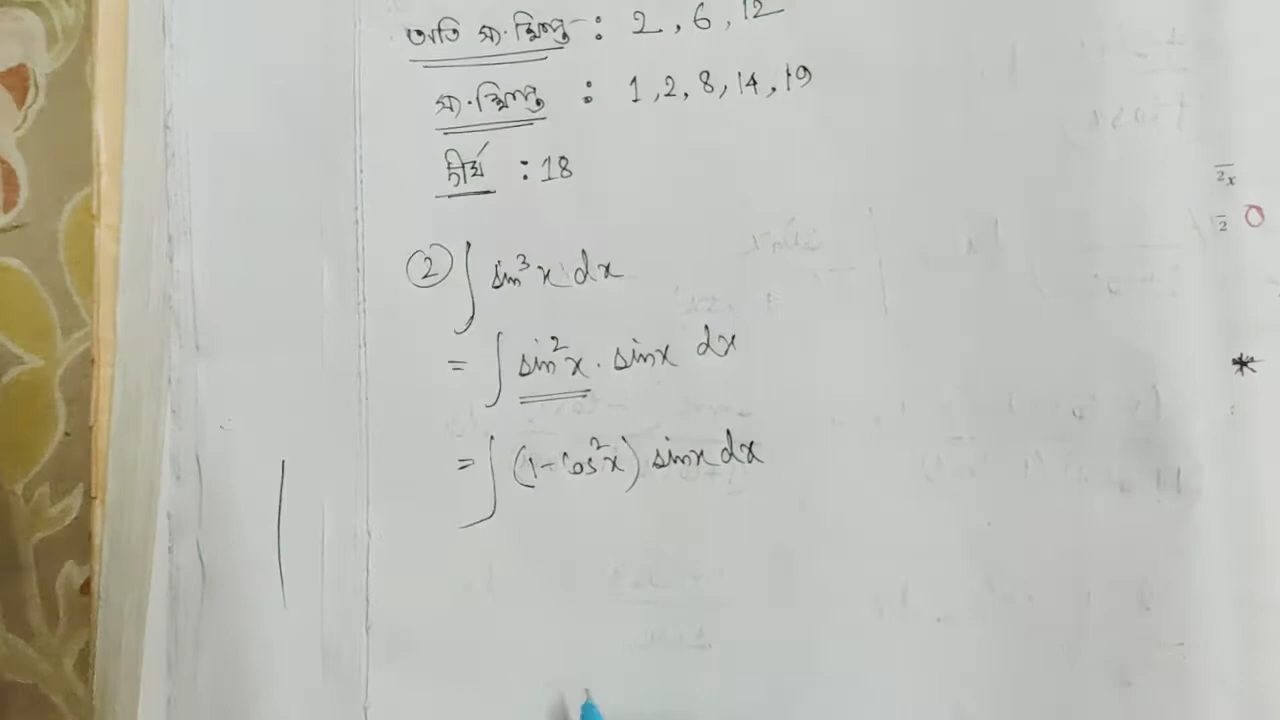 অতি সংক্ষিপ্ত : 2, 6, 12
সংক্ষিপ্ত : 1, 2, 8, 14, 19
দীর্ঘ : 18
② ∫ sin³x dx
= ∫ sin²x . sinx dx
= ∫ (1-cos²x) sinx dx